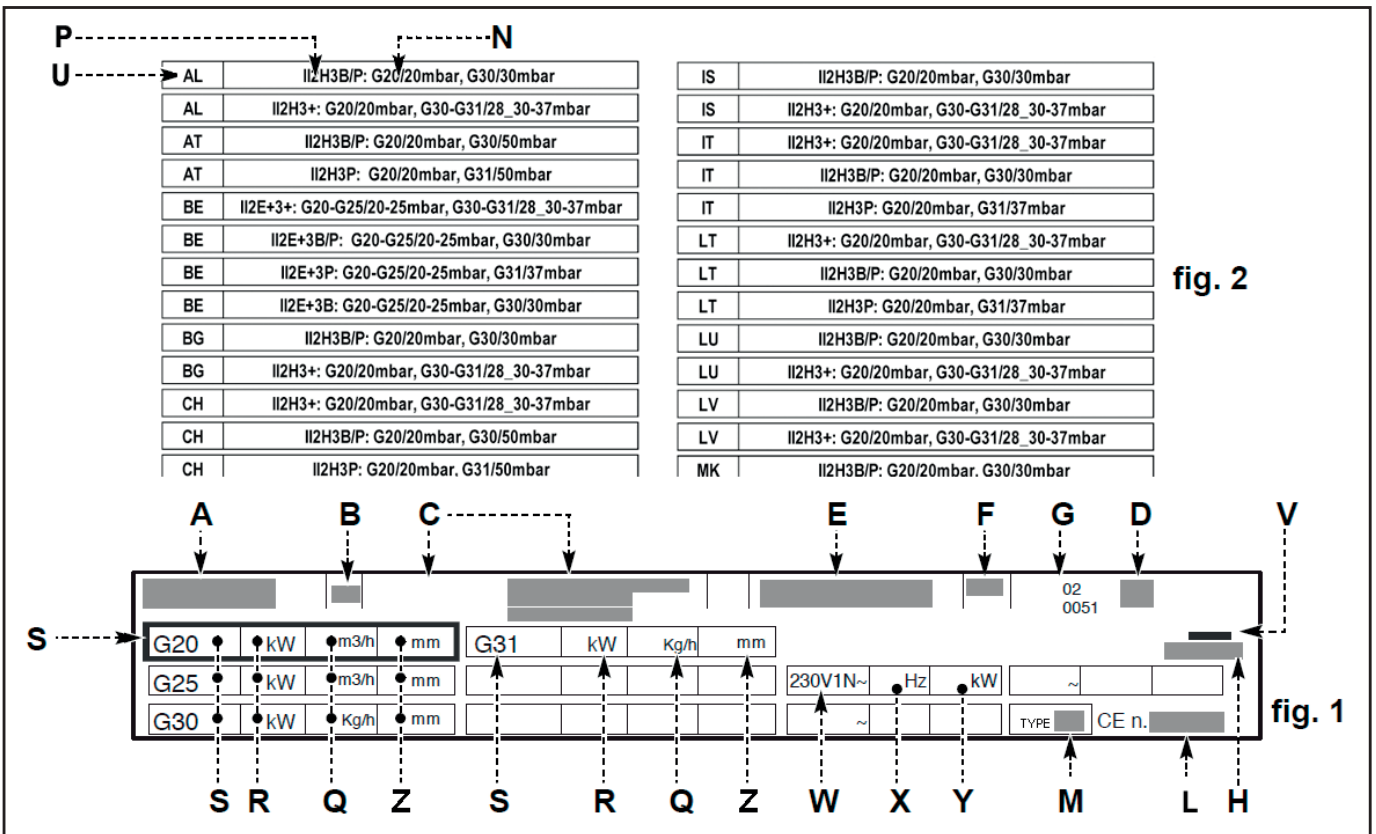 P N
U
AL II2H3B/P: G20/20mbar, G30/30mbar
AL II2H3+: G20/20mbar, G30-G31/28_30-37mbar
AT II2H3B/P: G20/20mbar, G30/50mbar
AT II2H3P: G20/20mbar, G31/50mbar
BE II2E+3+: G20-G25/20-25mbar, G30-G31/28_30-37mbar
BE II2E+3B/P: G20-G25/20-25mbar, G30/30mbar
BE II2E+3P: G20-G25/20-25mbar, G31/37mbar
BE II2E+3B: G20-G25/20-25mbar, G30/30mbar
BG II2H3B/P: G20/20mbar, G30/30mbar
BG II2H3+: G20/20mbar, G30-G31/28_30-37mbar
CH II2H3+: G20/20mbar, G30-G31/28_30-37mbar
CH II2H3B/P: G20/20mbar, G30/50mbar
CH II2H3P: G20/20mbar, G31/50mbar
IS II2H3B/P: G20/20mbar, G30/30mbar
IS II2H3+: G20/20mbar, G30-G31/28_30-37mbar
IT II2H3+: G20/20mbar, G30-G31/28_30-37mbar
IT II2H3B/P: G20/20mbar, G30/30mbar
IT II2H3P: G20/20mbar, G31/37mbar
LT II2H3+: G20/20mbar, G30-G31/28_30-37mbar
LT II2H3B/P: G20/20mbar, G30/30mbar
LT II2H3P: G20/20mbar, G31/37mbar
LU II2H3B/P: G20/20mbar, G30/30mbar
LU II2H3+: G20/20mbar, G30-G31/28_30-37mbar
LV II2H3B/P: G20/20mbar, G30/30mbar
LV II2H3+: G20/20mbar, G30-G31/28_30-37mbar
MK II2H3B/P: G20/20mbar, G30/30mbar
fig. 2
A B C E F G D V
02
0051
S
G20 kW m3/h mm G31 kW Kg/h mm
G25 kW m3/h mm 230V1N~ Hz kW ~
G30 kW Kg/h mm ~ TYPE CE n.
fig. 1
S R Q Z S R Q Z W X Y M L H